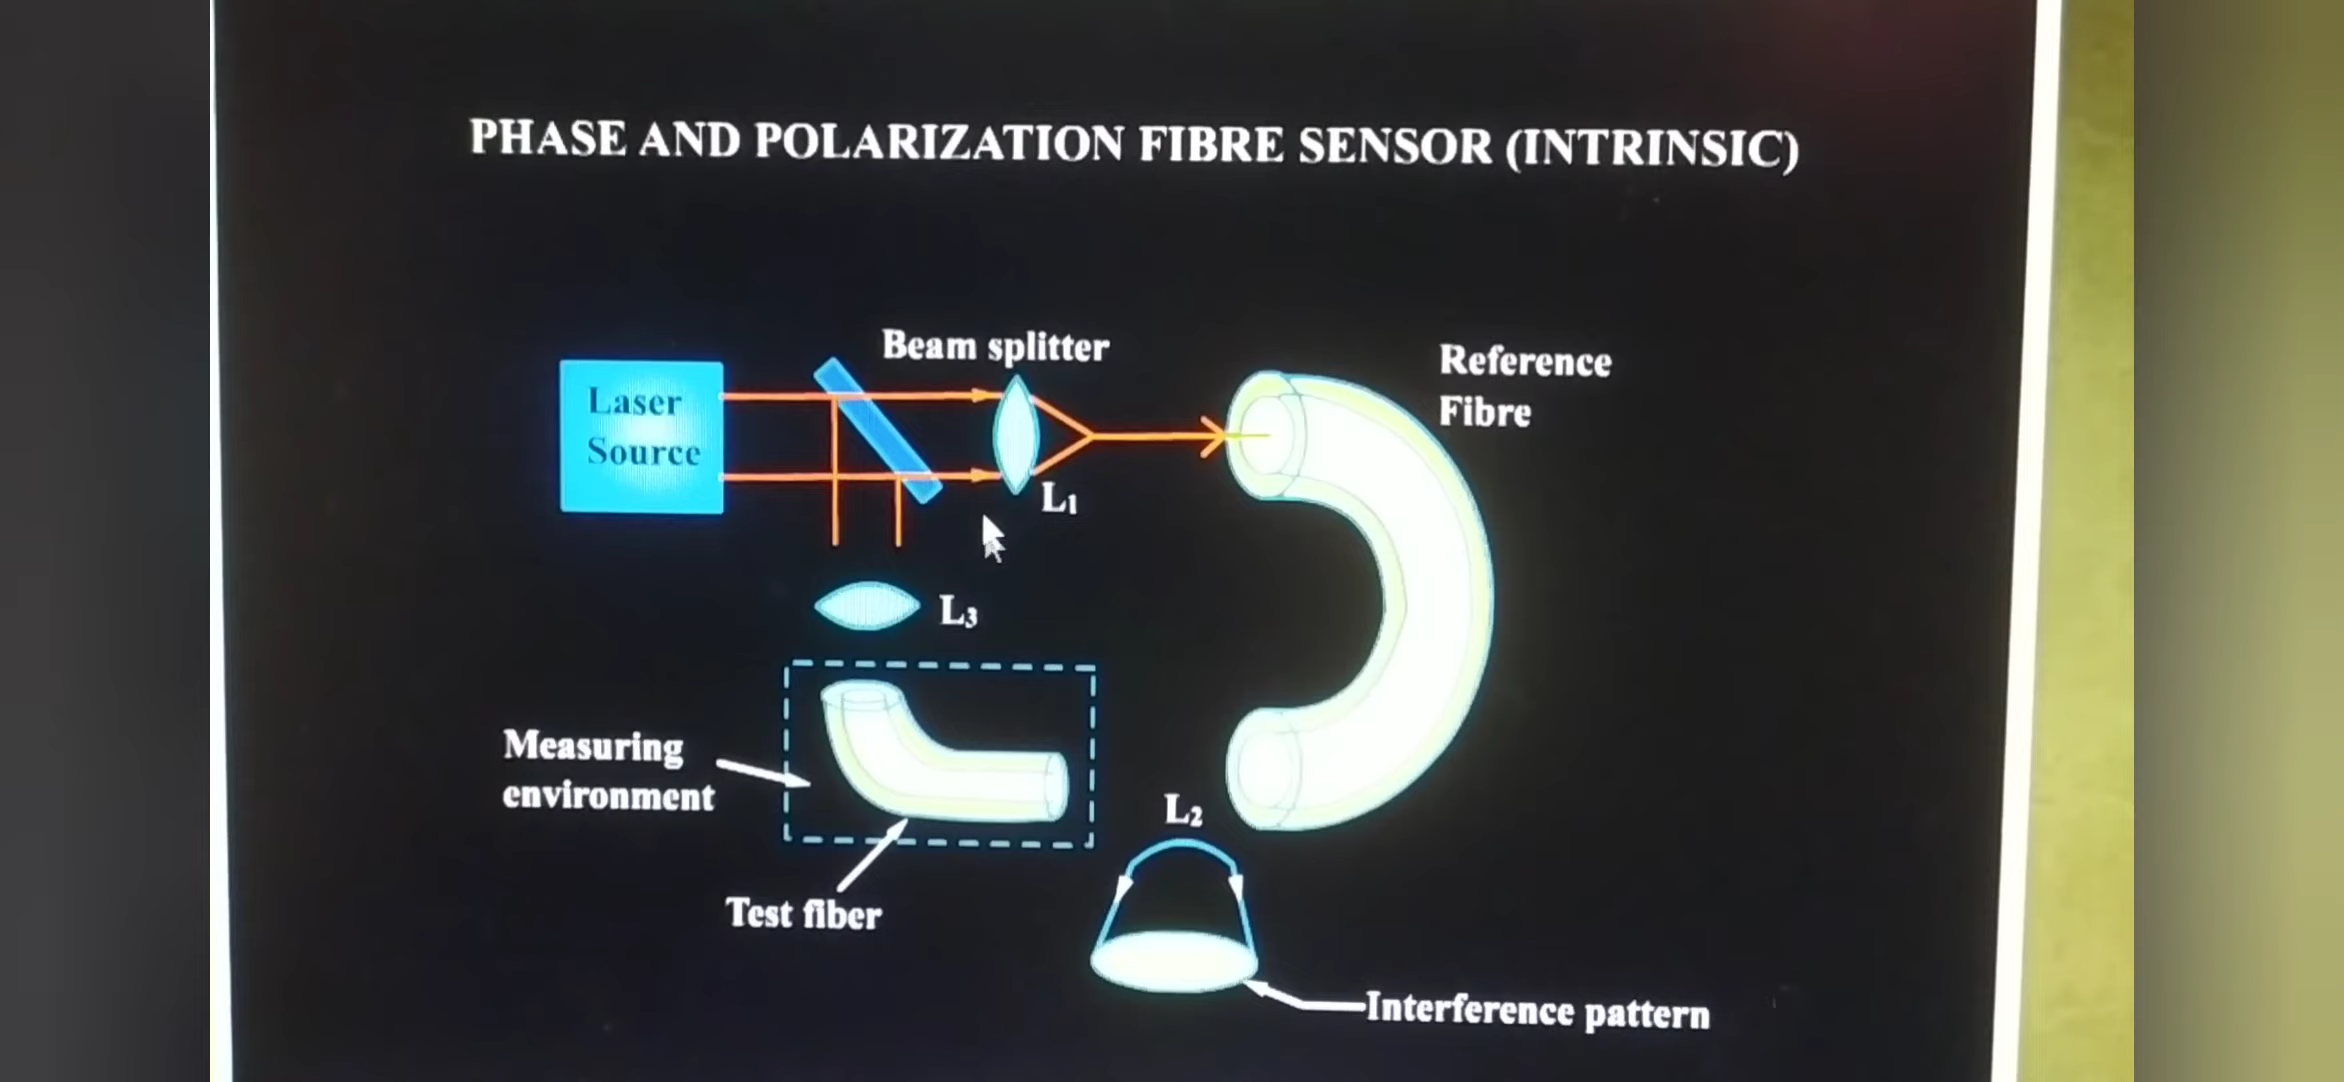 PHASE AND POLARIZATION FIBRE SENSOR (INTRINSIC)
Beam splitter
Reference
Fibre
Laser
Source
L₁
L₃
Measuring
environment
L₂
Test fiber
Interference pattern